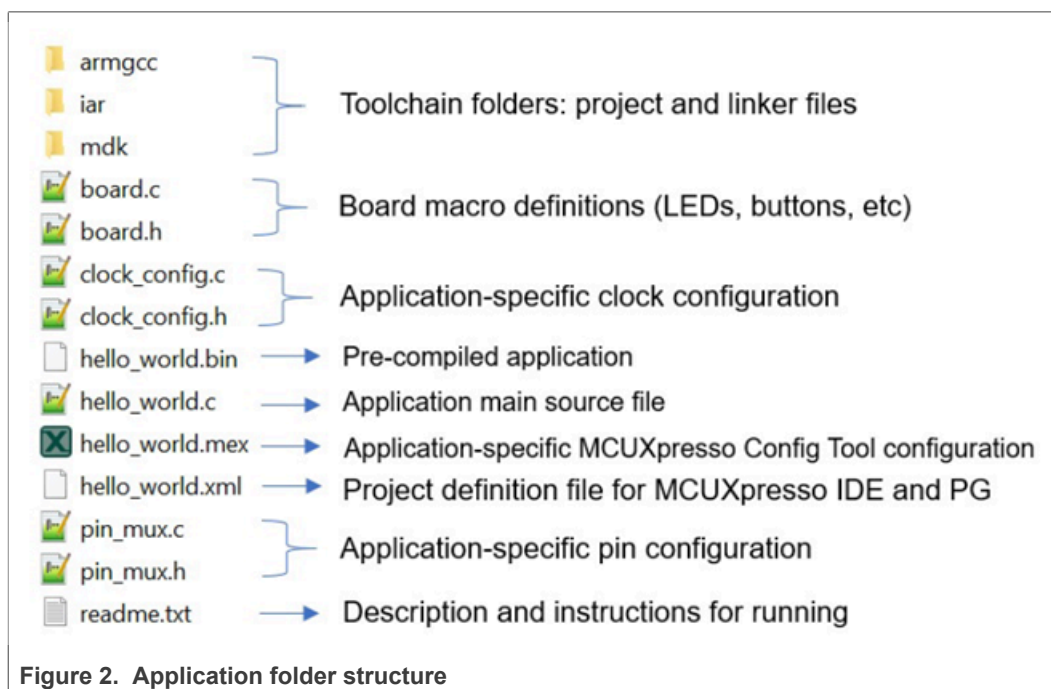 armgcc
iar
mdk
Toolchain folders: project and linker files
board.c
board.h
Board macro definitions (LEDs, buttons, etc)
clock_config.c
clock_config.h
Application-specific clock configuration
hello_world.bin
Pre-compiled application
hello_world.c
Application main source file
hello_world.mex
Application-specific MCUXpresso Config Tool configuration
hello_world.xml
Project definition file for MCUXpresso IDE and PG
pin_mux.c
pin_mux.h
Application-specific pin configuration
readme.txt
Description and instructions for running
Figure 2. Application folder structure